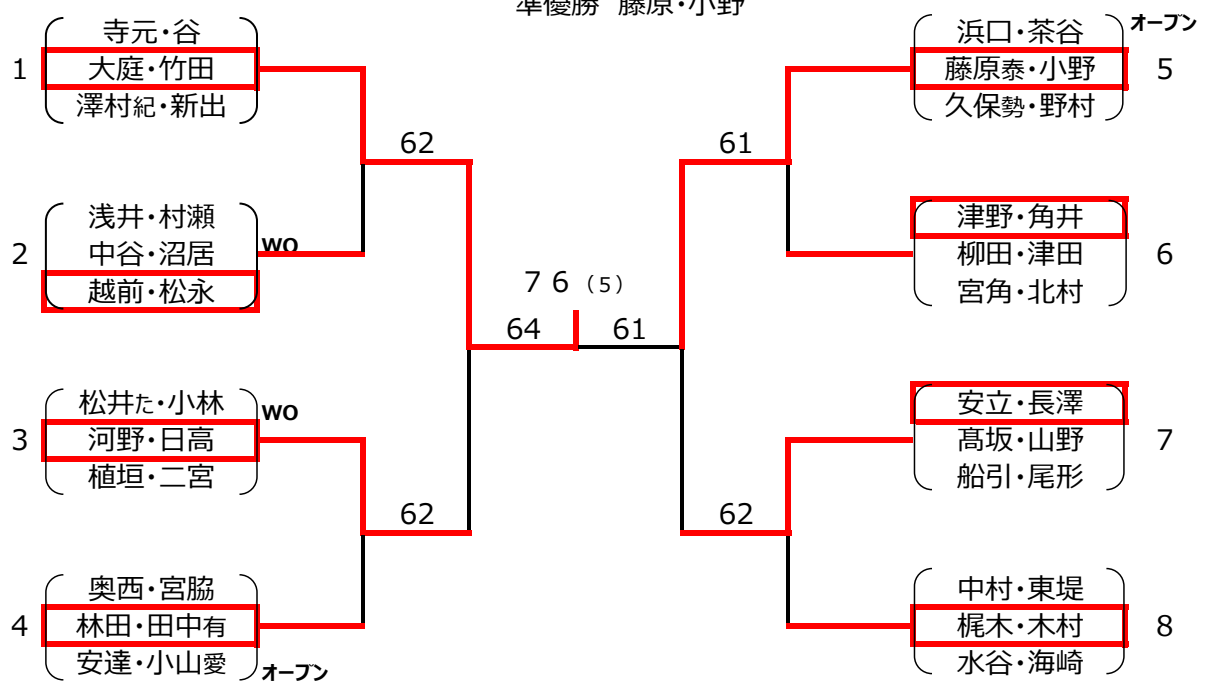 準優勝 藤原・小野
寺元・谷
1 大庭・竹田
澤村紀・新出
62
浅井・村瀬
2 中谷・沼居 WO
越前・松永
松井た・小林 WO
3 河野・日高
植垣・二宮
62
奥西・宮脇
4 林田・田中有
安達・小山愛 オープン
７６（５）
64 61
浜口・茶谷 オープン
藤原泰・小野 5
久保勢・野村
61
津野・角井
柳田・津田 6
宮角・北村
安立・長澤
髙坂・山野 7
船引・尾形
62
中村・東堤
梶木・木村 8
水谷・海崎